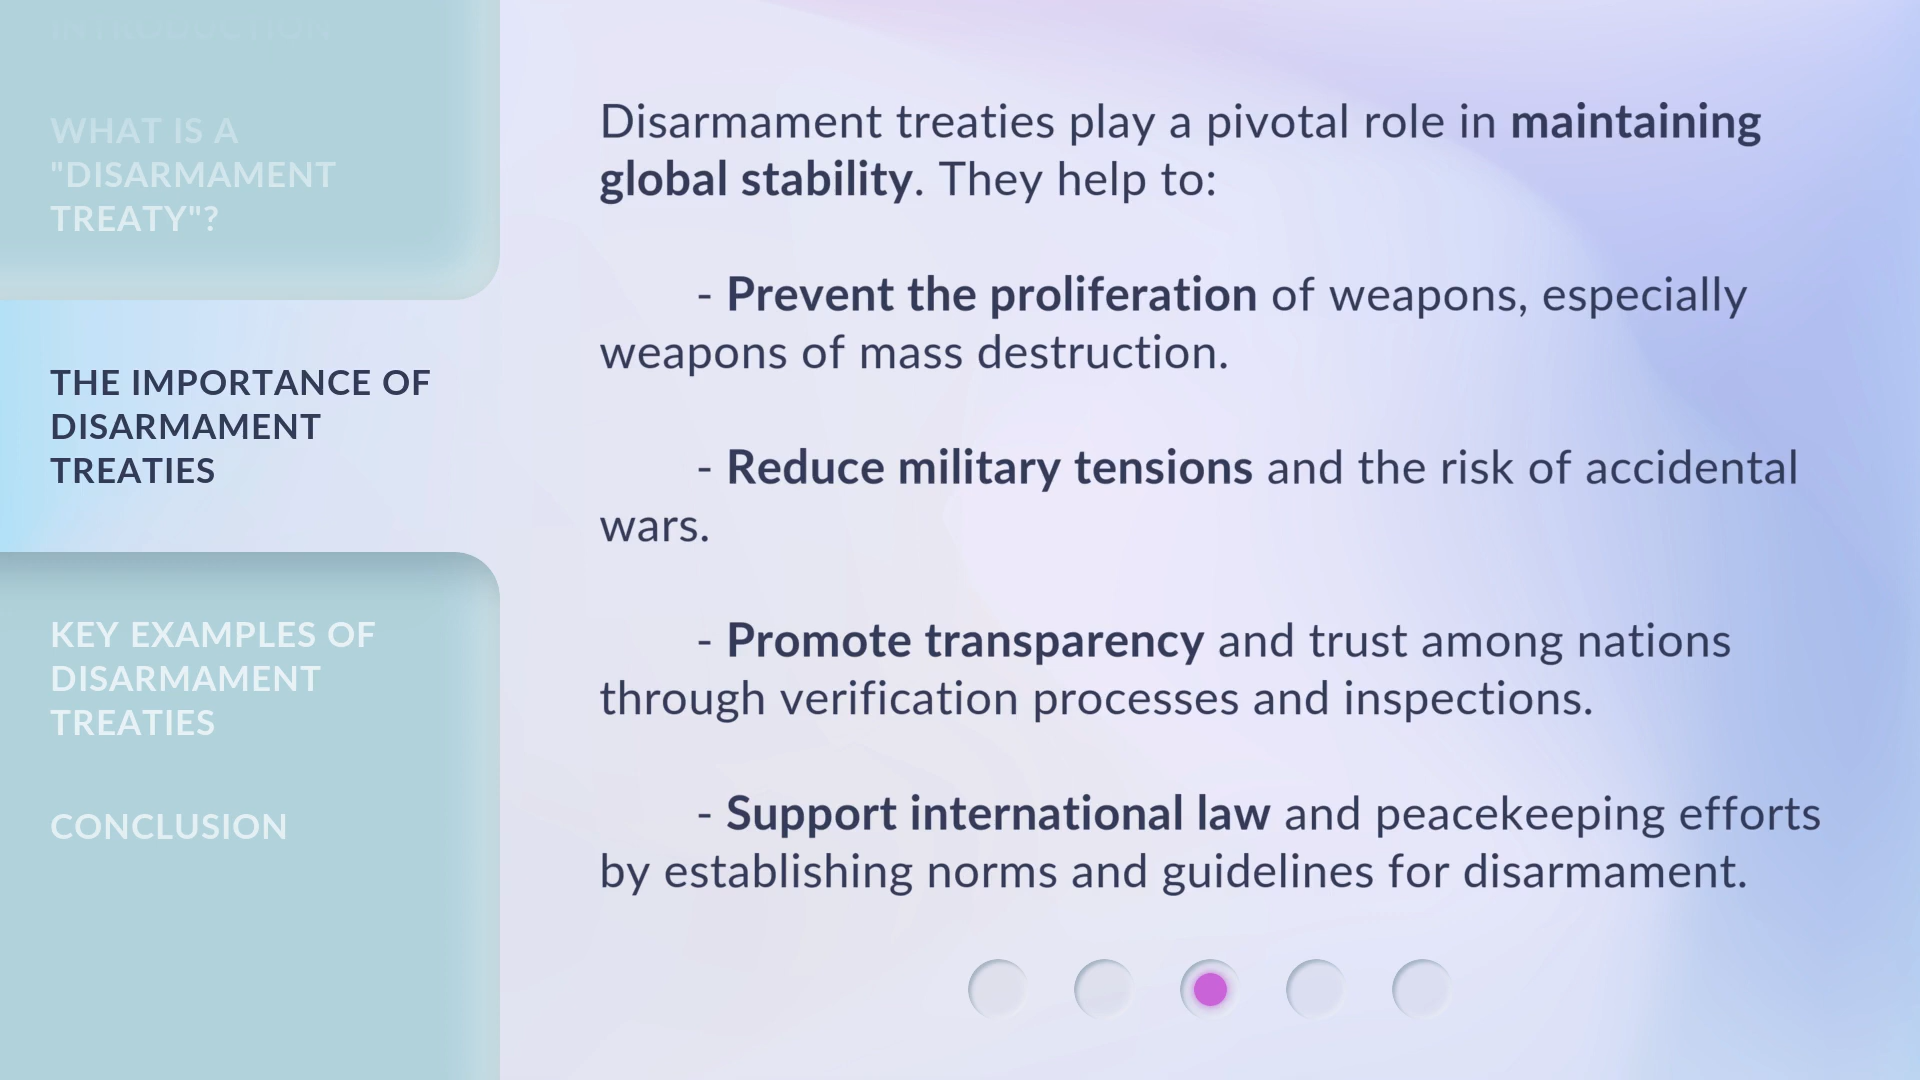 INTRODUCTION
WHAT IS A
"DISARMAMENT
TREATY"?
THE IMPORTANCE OF
DISARMAMENT
TREATIES
KEY EXAMPLES OF
DISARMAMENT
TREATIES
CONCLUSION
Disarmament treaties play a pivotal role in maintaining
global stability. They help to:
- Prevent the proliferation of weapons, especially
weapons of mass destruction.
- Reduce military tensions and the risk of accidental
wars.
- Promote transparency and trust among nations
through verification processes and inspections.
- Support international law and peacekeeping efforts
by establishing norms and guidelines for disarmament.